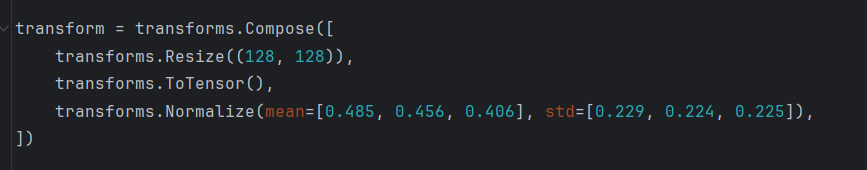 transform = transforms.Compose([
    transforms.Resize((128, 128)),
    transforms.ToTensor(),
    transforms.Normalize(mean=[0.485, 0.456, 0.406], std=[0.229, 0.224, 0.225]),
])